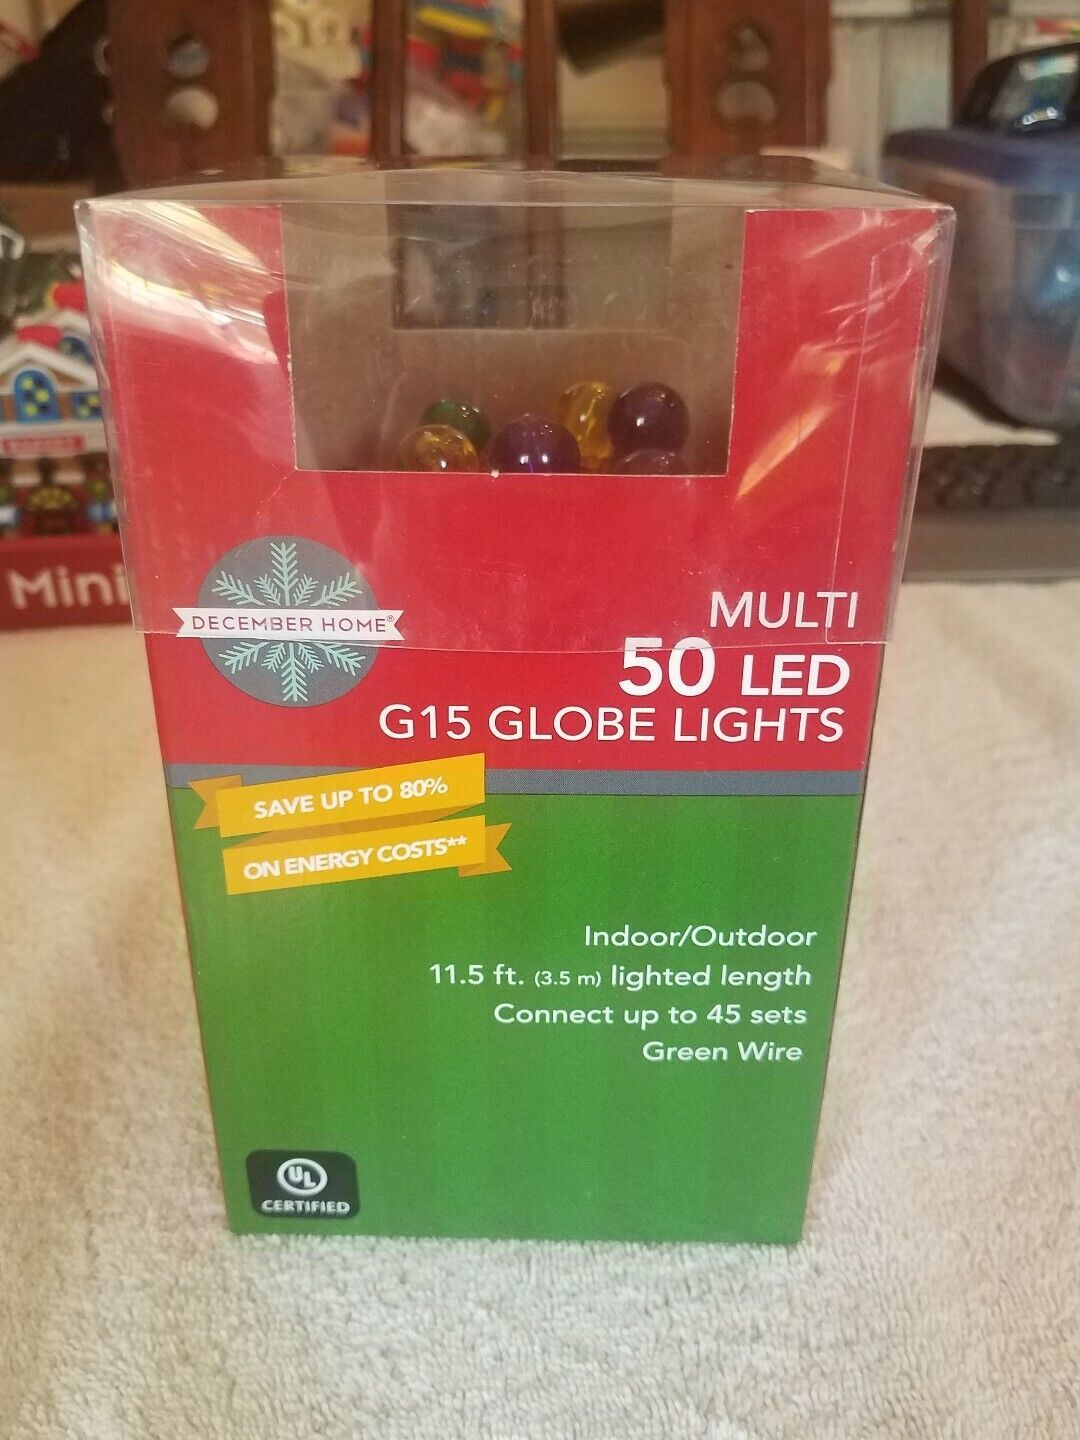 Mini
BAKERY
DECEMBER HOME®
MULTI
50 LED
G15 GLOBE LIGHTS
SAVE UP TO 80%
ON ENERGY COSTS**
Indoor/Outdoor
11.5 ft. (3.5 m) lighted length
Connect up to 45 sets
Green Wire
UL
CERTIFIED